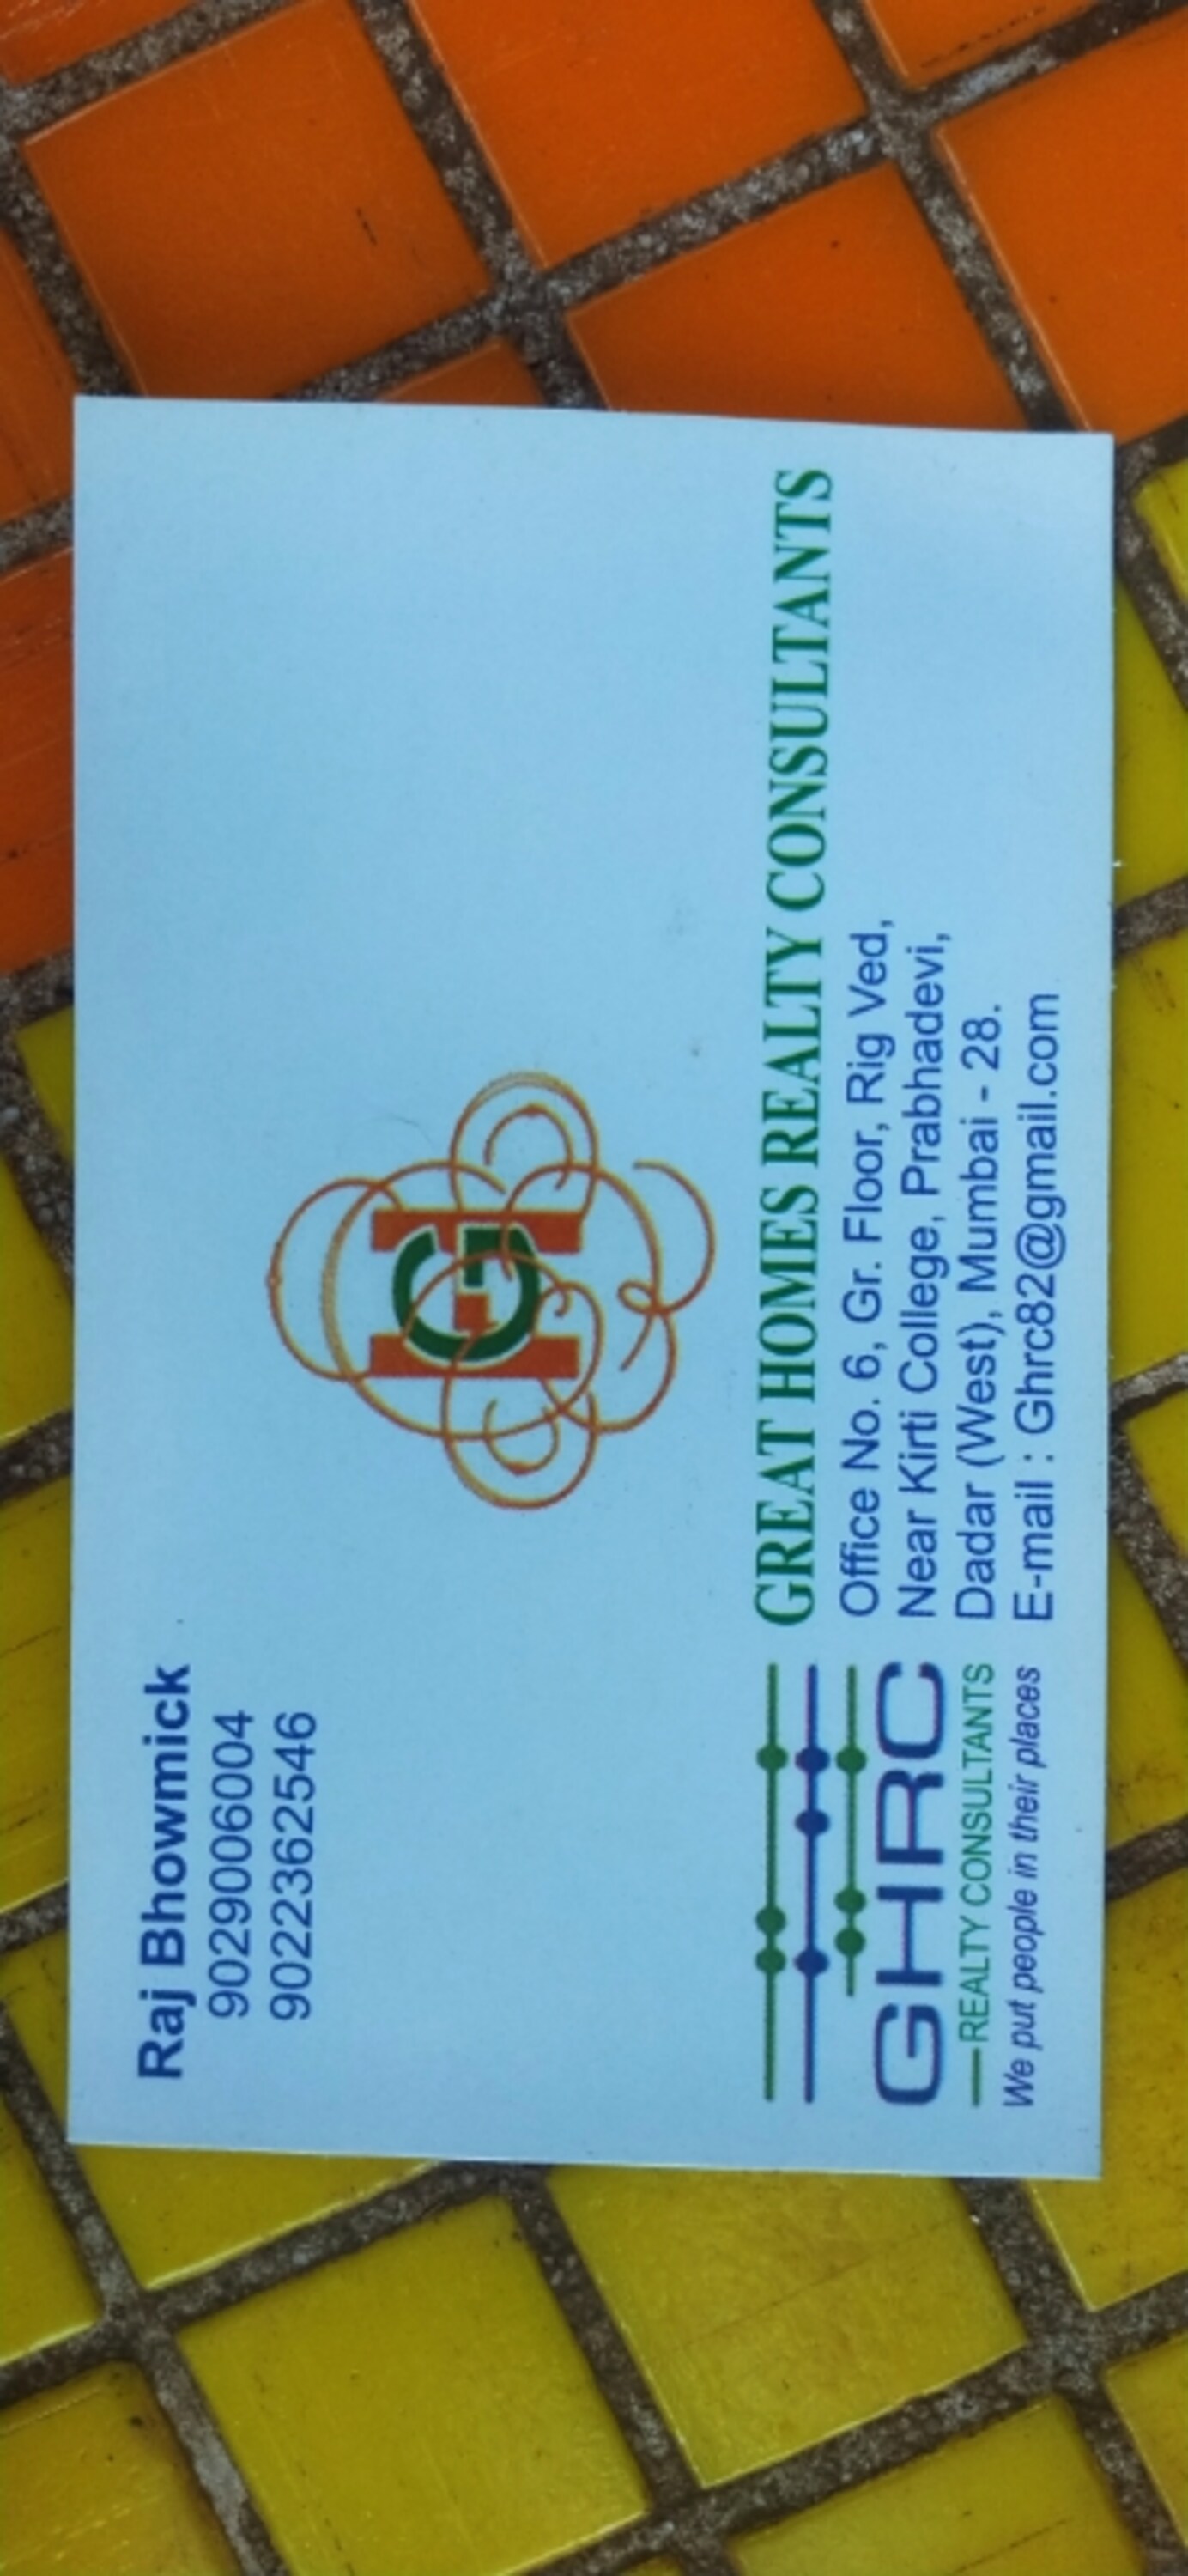 Raj Bhowmick
9029006004
9022362546
GH
GREAT HOMES REALTY CONSULTANTS
Office No. 6, Gr. Floor, Rig Ved,
Near Kirti College, Prabhadevi,
Dadar (West), Mumbai - 28.
E-mail : Ghrc82@gmail.com
GHRC
REALTY CONSULTANTS
We put people in their places